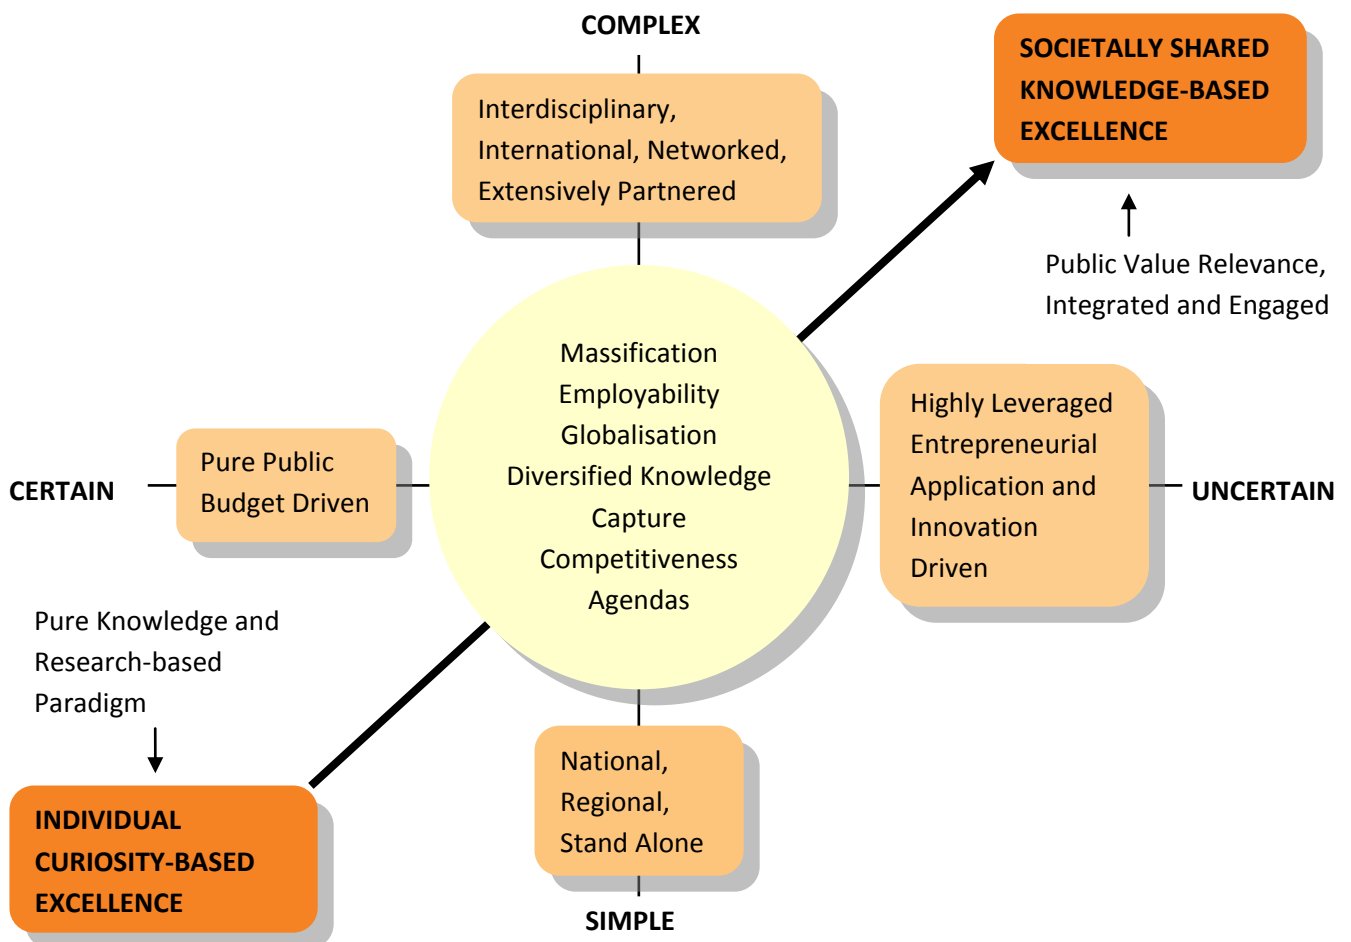 COMPLEX
Interdisciplinary,
International, Networked,
Extensively Partnered
SOCIETALLY SHARED
KNOWLEDGE-BASED
EXCELLENCE
Public Value Relevance,
Integrated and Engaged
Massification
Employability
Globalisation
Diversified Knowledge
Capture
Competitiveness
Agendas
CERTAIN
Pure Public
Budget Driven
Highly Leveraged
Entrepreneurial
Application and
Innovation
Driven
UNCERTAIN
Pure Knowledge and
Research-based
Paradigm
INDIVIDUAL
CURIOSITY-BASED
EXCELLENCE
National,
Regional,
Stand Alone
SIMPLE